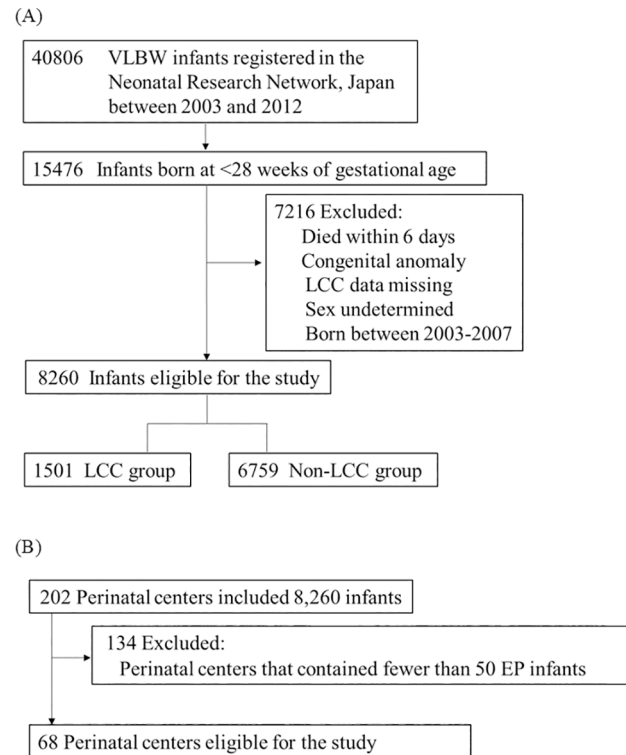 (A)
40806 VLBW infants registered in the
Neonatal Research Network, Japan
between 2003 and 2012
15476 Infants born at <28 weeks of gestational age
7216 Excluded:
Died within 6 days
Congenital anomaly
LCC data missing
Sex undetermined
Born between 2003-2007
8260 Infants eligible for the study
1501 LCC group
6759 Non-LCC group
(B)
202 Perinatal centers included 8,260 infants
134 Excluded:
Perinatal centers that contained fewer than 50 EP infants
68 Perinatal centers eligible for the study